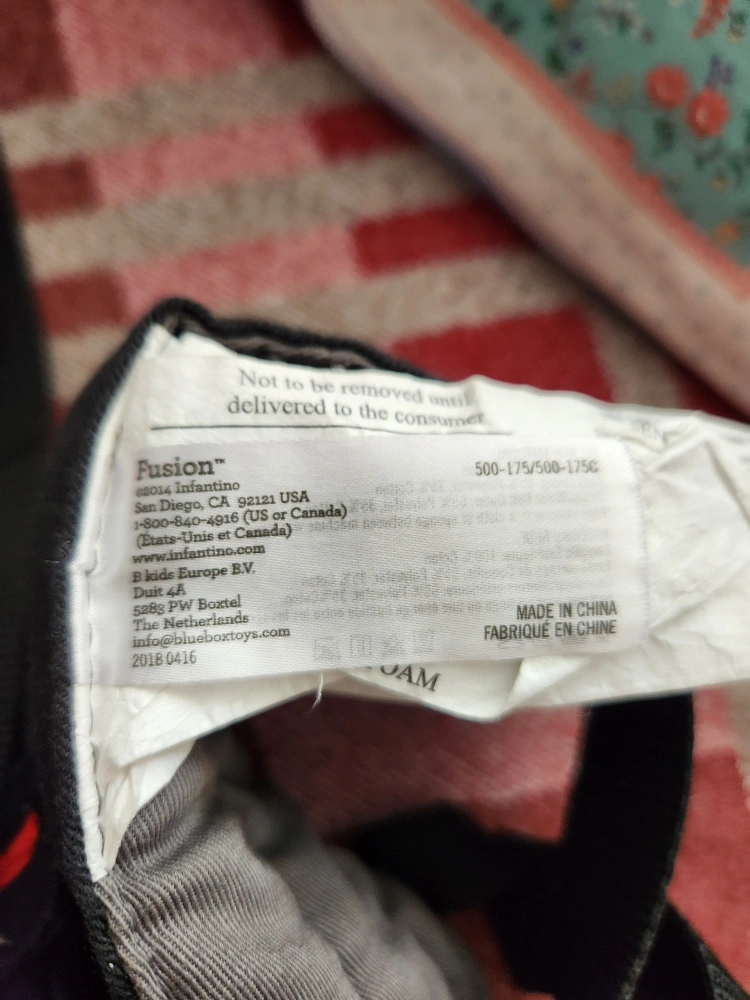 Not to be removed until
delivered to the consumer
Fusion™
500-175/500-175C
©2014 Infantino
San Diego, CA 92121 USA
1-800-840-4916 (US or Canada)
(États-Unis et Canada)
www.infantino.com
B kids Europe B.V.
Duit 4A
5283 PW Boxtel
The Netherlands
info@blueboxtoys.com
2018 0416
MADE IN CHINA
FABRIQUÉ EN CHINE
OAM